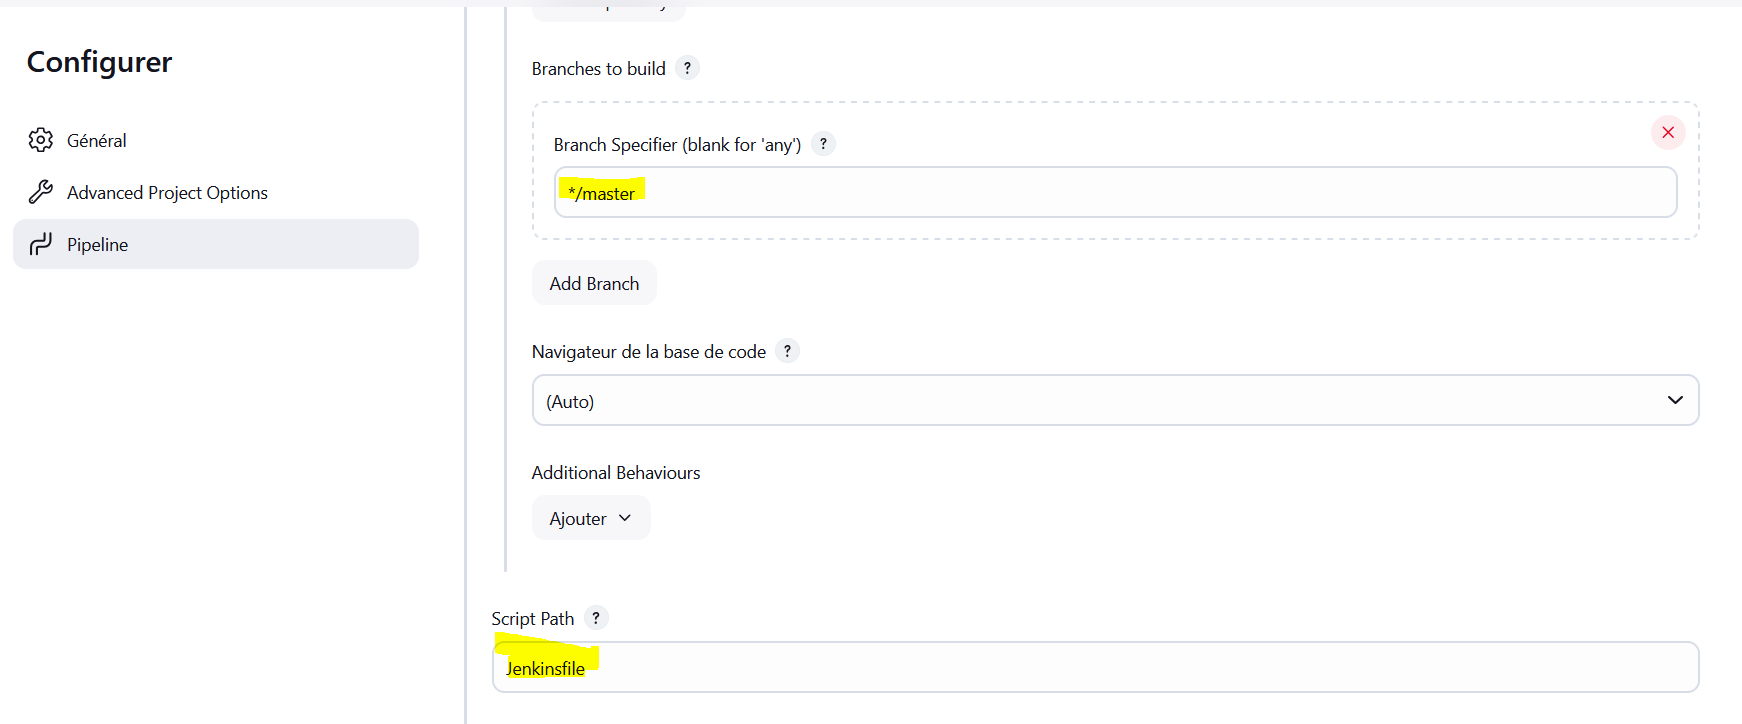 Configurer
Général
Advanced Project Options
Pipeline
Branches to build ?
Branch Specifier (blank for 'any') ?
*/master
Add Branch
Navigateur de la base de code ?
(Auto)
Additional Behaviours
Ajouter
Script Path ?
Jenkinsfile